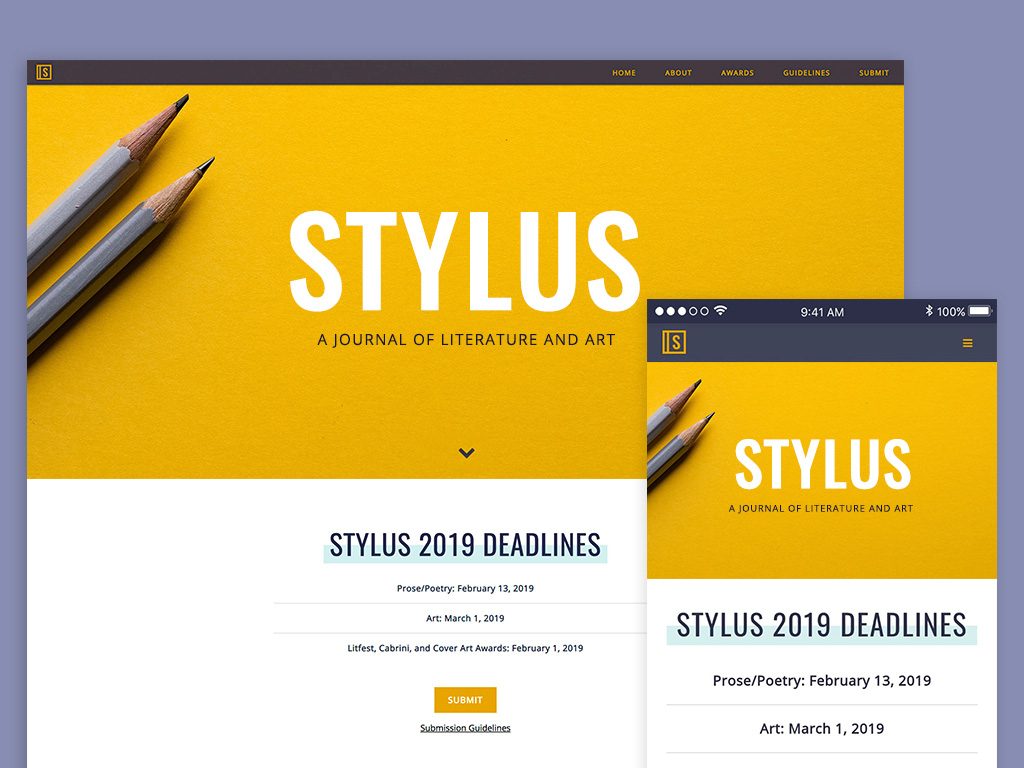 S
HOME ABOUT AWARDS GUIDELINES SUBMIT
STYLUS
A JOURNAL OF LITERATURE AND ART
STYLUS 2019 DEADLINES
Prose/Poetry: February 13, 2019
Art: March 1, 2019
Litfest, Cabrini, and Cover Art Awards: February 1, 2019
SUBMIT
Submission Guidelines
9:41 AM 100%
S
STYLUS
A JOURNAL OF LITERATURE AND ART
STYLUS 2019 DEADLINES
Prose/Poetry: February 13, 2019
Art: March 1, 2019